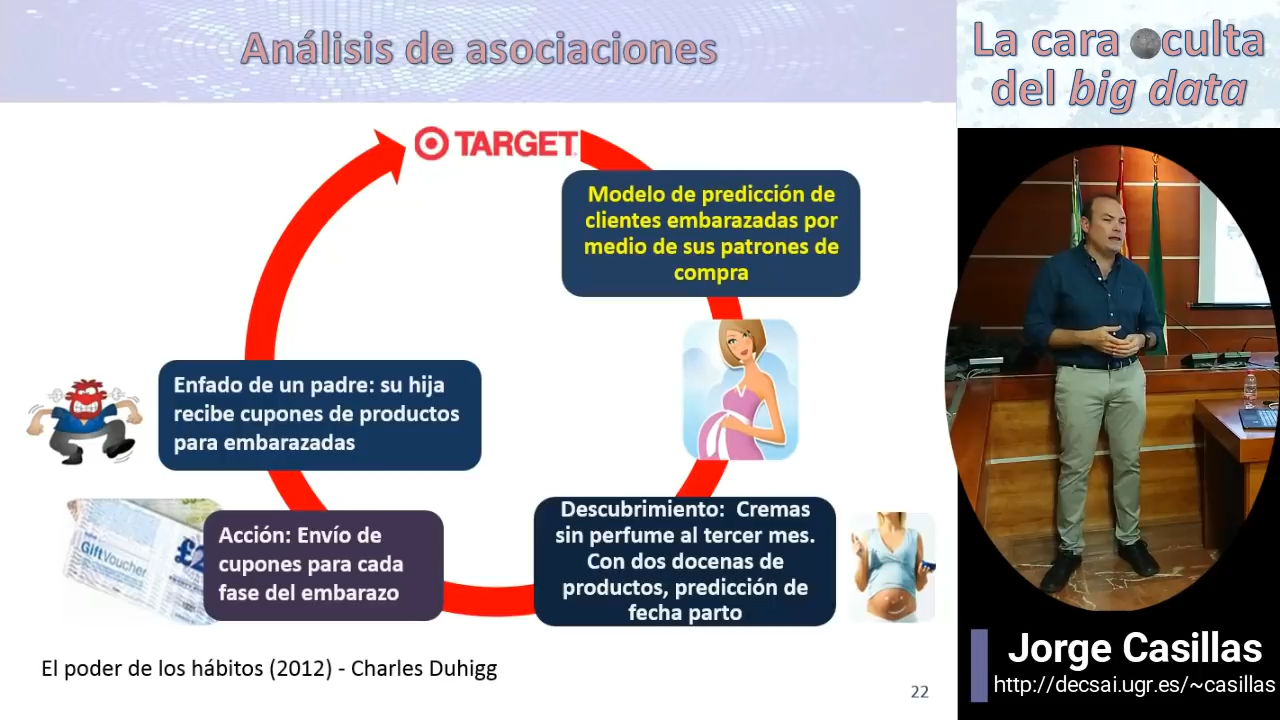 Análisis de asociaciones
La cara oculta
del big data
TARGET
Modelo de predicción de
clientes embarazadas por
medio de sus patrones de
compra
Enfado de un padre: su hija
recibe cupones de productos
para embarazadas
Descubrimiento: Cremas
sin perfume al tercer mes.
Con dos docenas de
productos, predicción de
fecha parto
Acción: Envío de
cupones para cada
fase del embarazo
Gift Voucher
El poder de los hábitos (2012) - Charles Duhigg
22
Jorge Casillas
http://decsai.ugr.es/~casillas